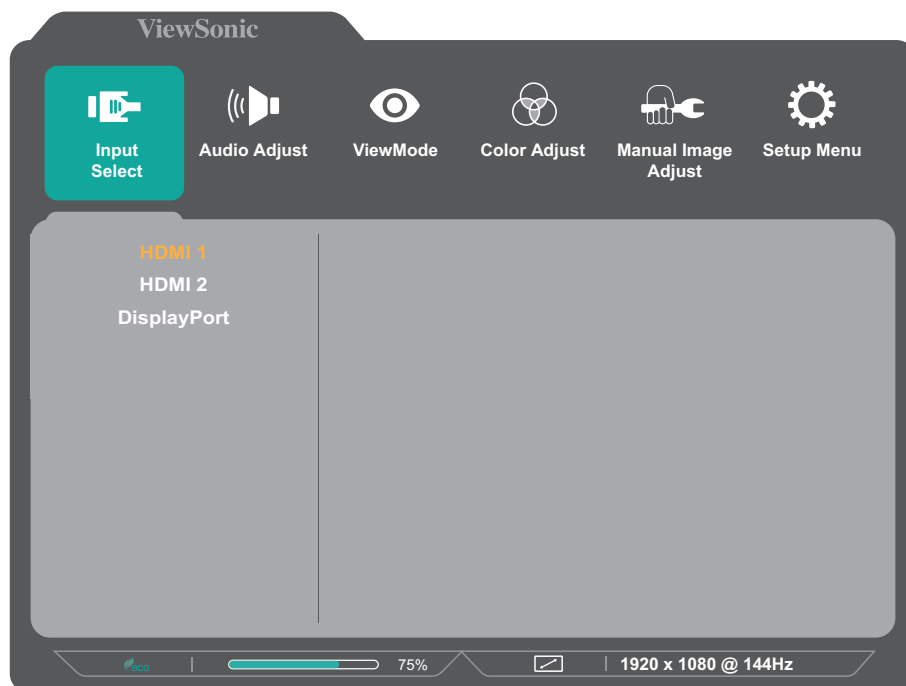 ViewSonic
Input
Select
Audio Adjust
ViewMode
Color Adjust
Manual Image
Adjust
Setup Menu
HDMI 1
HDMI 2
DisplayPort
eco
75%
1920 x 1080 @ 144Hz